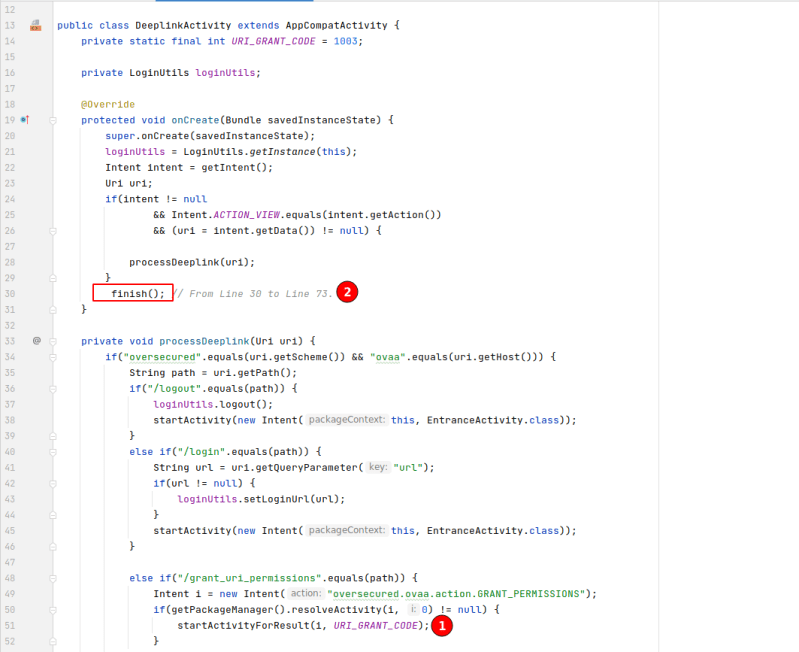 12
13 public class DeeplinkActivity extends AppCompatActivity {
14 private static final int URI_GRANT_CODE = 1003;
15
16 private LoginUtils loginUtils;
17
18 @Override
19 protected void onCreate(Bundle savedInstanceState) {
20 super.onCreate(savedInstanceState);
21 loginUtils = LoginUtils.getInstance(this);
22 Intent intent = getIntent();
23 Uri uri;
24 if(intent != null
25 && Intent.ACTION_VIEW.equals(intent.getAction())
26 && (uri = intent.getData()) != null) {
27
28 processDeeplink(uri);
29 }
30 finish(); // From Line 30 to Line 73. 2
31 }
32
33 @ private void processDeeplink(Uri uri) {
34 if("oversecured".equals(uri.getScheme()) && "ovaa".equals(uri.getHost())) {
35 String path = uri.getPath();
36 if("/logout".equals(path)) {
37 loginUtils.logout();
38 startActivity(new Intent( packageContext: this, EntranceActivity.class));
39 }
40 else if("/login".equals(path)) {
41 String url = uri.getQueryParameter( key: "url");
42 if(url != null) {
43 loginUtils.setLoginUrl(url);
44 }
45 startActivity(new Intent( packageContext: this, EntranceActivity.class));
46 }
47
48 else if("/grant_uri_permissions".equals(path)) {
49 Intent i = new Intent( action: "oversecured.ovaa.action.GRANT_PERMISSIONS");
50 if(getPackageManager().resolveActivity(i, i: 0) != null) {
51 startActivityForResult(i, URI_GRANT_CODE); 1
52 }